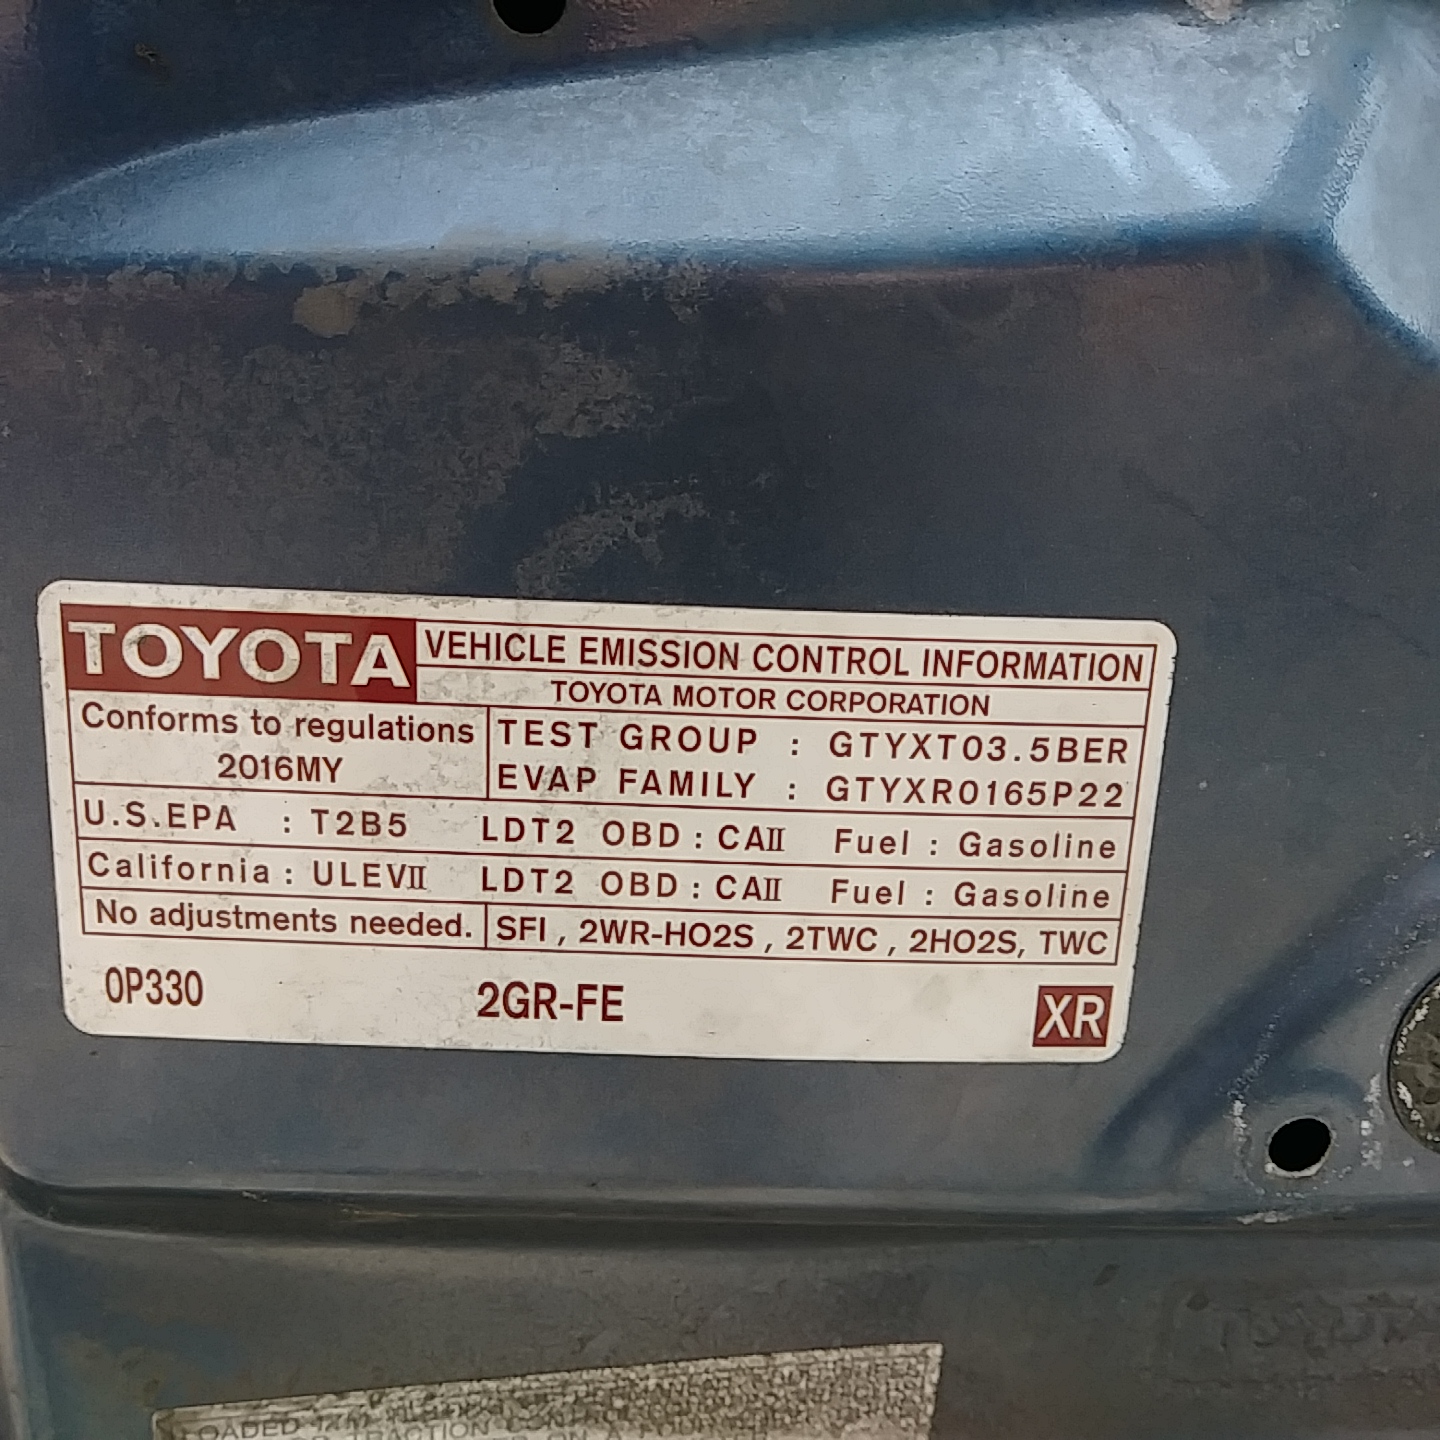 TOYOTA VEHICLE EMISSION CONTROL INFORMATION
TOYOTA MOTOR CORPORATION
Conforms to regulations
2016MY
TEST GROUP : GTYXT03.5BER
EVAP FAMILY : GTYXR0165P22
U.S.EPA : T2B5 LDT2 OBD : CAII Fuel : Gasoline
California : ULEVII LDT2 OBD : CAII Fuel : Gasoline
No adjustments needed. SFI , 2WR-HO2S , 2TWC , 2HO2S, TWC
0P330 2GR-FE XR
TRACTION